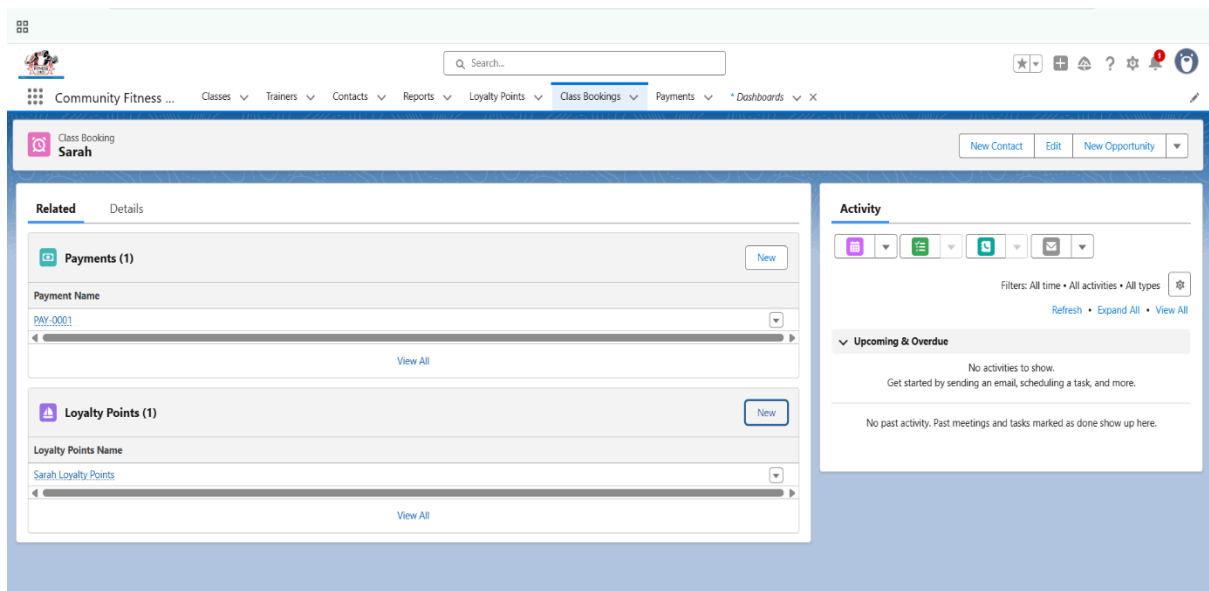 Search...
1
Community Fitness ...
Classes
Trainers
Contacts
Reports
Loyalty Points
Class Bookings
Payments
* Dashboards
Class Booking
Sarah
New Contact
Edit
New Opportunity
Related
Details
Payments (1)
New
Payment Name
PAY-0001
View All
Loyalty Points (1)
New
Loyalty Points Name
Sarah Loyalty Points
View All
Activity
Filters: All time • All activities • All types
Refresh • Expand All • View All
Upcoming & Overdue
No activities to show.
Get started by sending an email, scheduling a task, and more.
No past activity. Past meetings and tasks marked as done show up here.